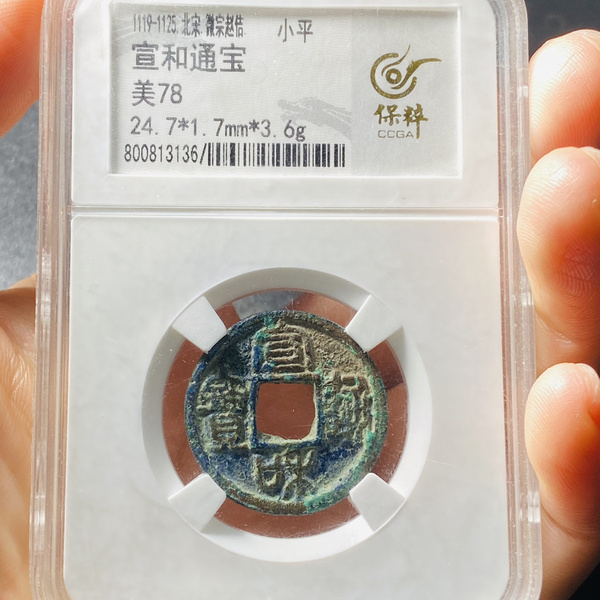 1119-1125.北宋.徽宗赵佶 小平
宣和通宝
美78
24.7*1.7mm*3.6g
800813136/
保粹
CCGA
宣和通寶